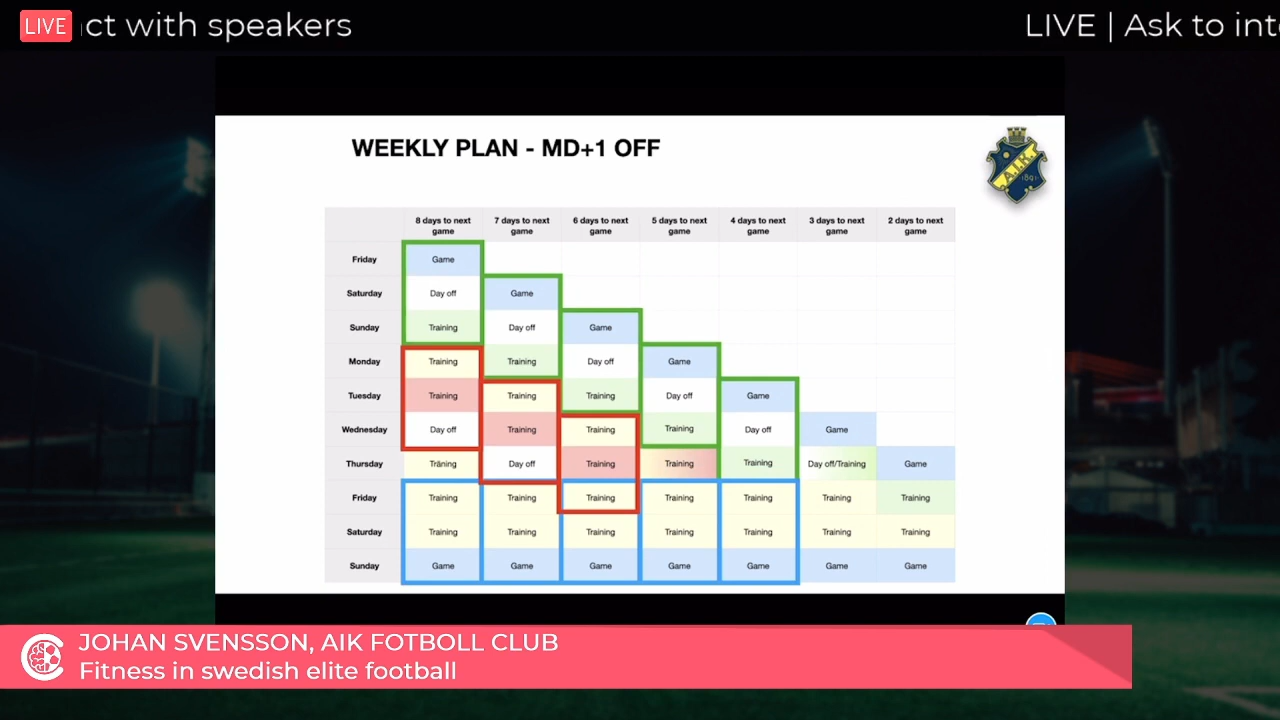 LIVE
ct with speakers
LIVE | Ask to int
WEEKLY PLAN - MD+1 OFF
A.I.K.
1891
8 days to next game 7 days to next game 6 days to next game 5 days to next game 4 days to next game 3 days to next game 2 days to next game
Friday Game
Saturday Day off Game
Sunday Training Day off Game
Monday Training Training Day off Game
Tuesday Training Training Training Day off Game
Wednesday Day off Training Training Training Day off Game
Thursday Träning Day off Training Training Training Day off/Training Game
Friday Training Training Training Training Training Training Training
Saturday Training Training Training Training Training Training Training
Sunday Game Game Game Game Game Game Game
JOHAN SVENSSON, AIK FOTBOLL CLUB
Fitness in swedish elite football